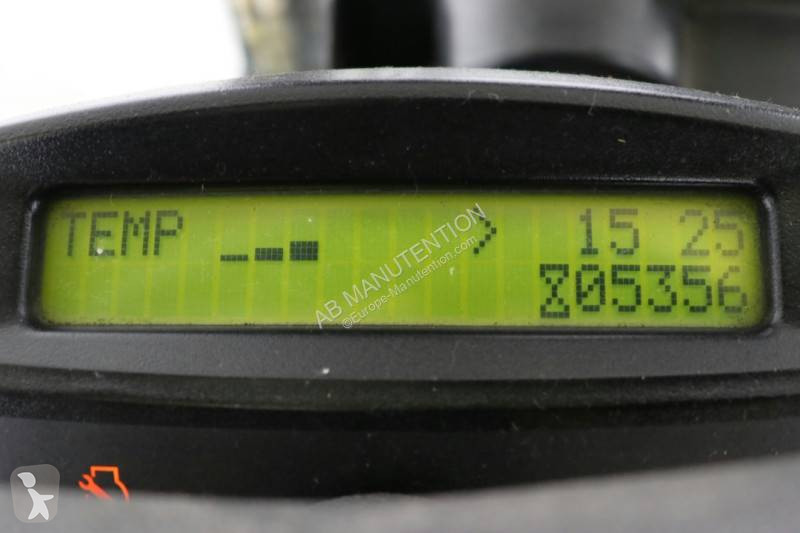 TEMP > 15 25
05356
AB MANUTENTION
©Europe-Manutention.com